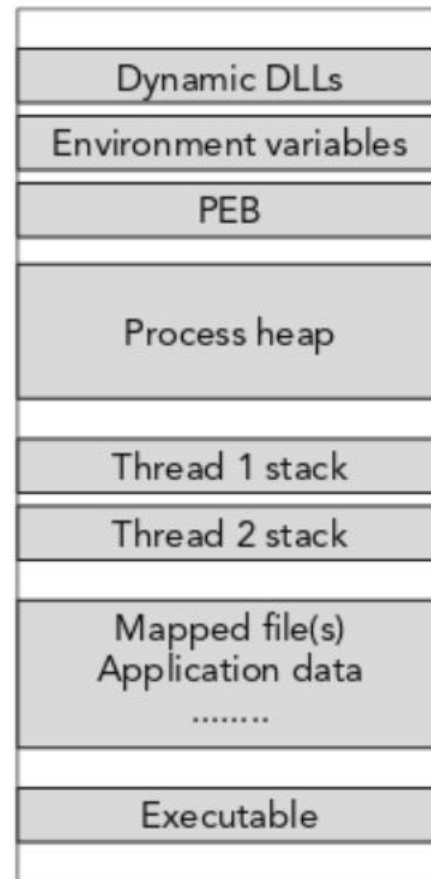 Dynamic DLLs
Environment variables
PEB
Process heap
Thread 1 stack
Thread 2 stack
Mapped file(s)
Application data
........
Executable